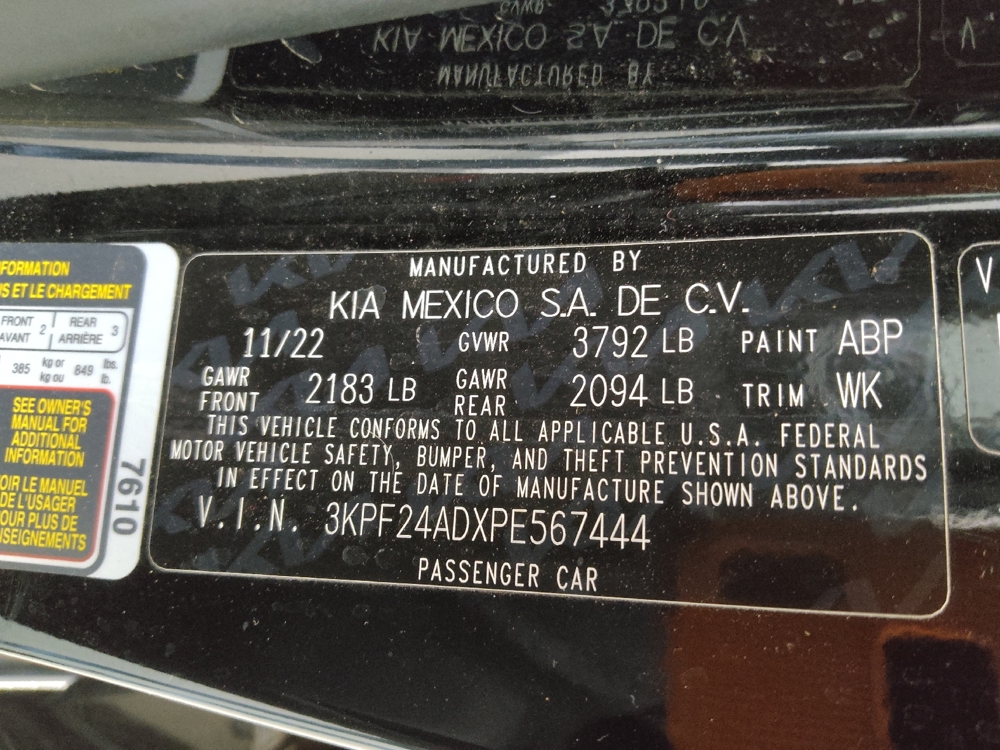 KIA MEXICO S.A. DE C.V.
MANUFACTURED BY
FORMATION
ET LE CHARGEMENT
FRONT 2 REAR 3
AVANT ARRIÈRE
385 kg or 849 lbs.
kg ou lb.
SEE OWNER'S
MANUAL FOR
ADDITIONAL
INFORMATION
OIR LE MANUEL
DE L'USAGER
OUR PLUS DE
SEIGNEMENTS
7610
MANUFACTURED BY
KIA MEXICO S.A. DE C.V.
11/22 GVWR 3792 LB PAINT ABP
GAWR FRONT 2183 LB GAWR REAR 2094 LB TRIM WK
THIS VEHICLE CONFORMS TO ALL APPLICABLE U.S.A. FEDERAL
MOTOR VEHICLE SAFETY, BUMPER, AND THEFT PREVENTION STANDARDS
IN EFFECT ON THE DATE OF MANUFACTURE SHOWN ABOVE.
V.I.N. 3KPF24ADXPE567444
PASSENGER CAR
V